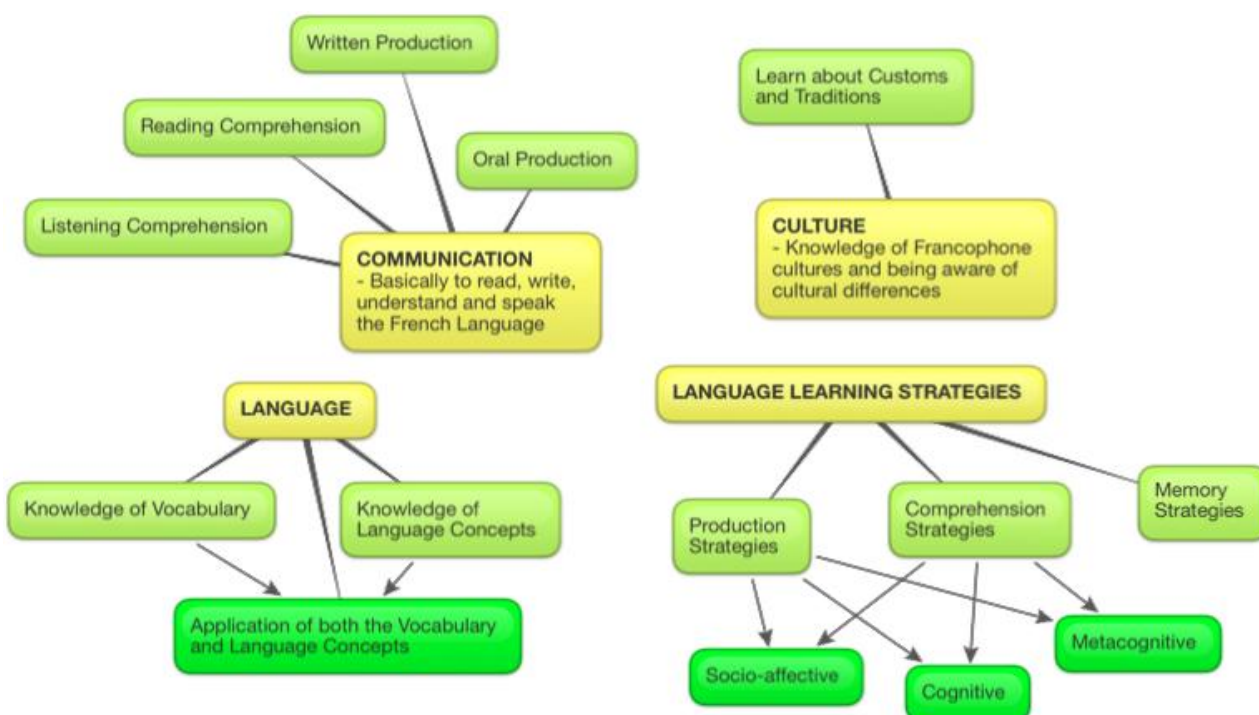 Written Production
Reading Comprehension
Oral Production
Listening Comprehension
COMMUNICATION
- Basically to read, write,
understand and speak
the French Language
Learn about Customs
and Traditions
CULTURE
- Knowledge of Francophone
cultures and being aware of
cultural differences
LANGUAGE
Knowledge of Vocabulary
Knowledge of
Language Concepts
Application of both the Vocabulary
and Language Concepts
LANGUAGE LEARNING STRATEGIES
Production
Strategies
Comprehension
Strategies
Memory
Strategies
Socio-affective
Cognitive
Metacognitive